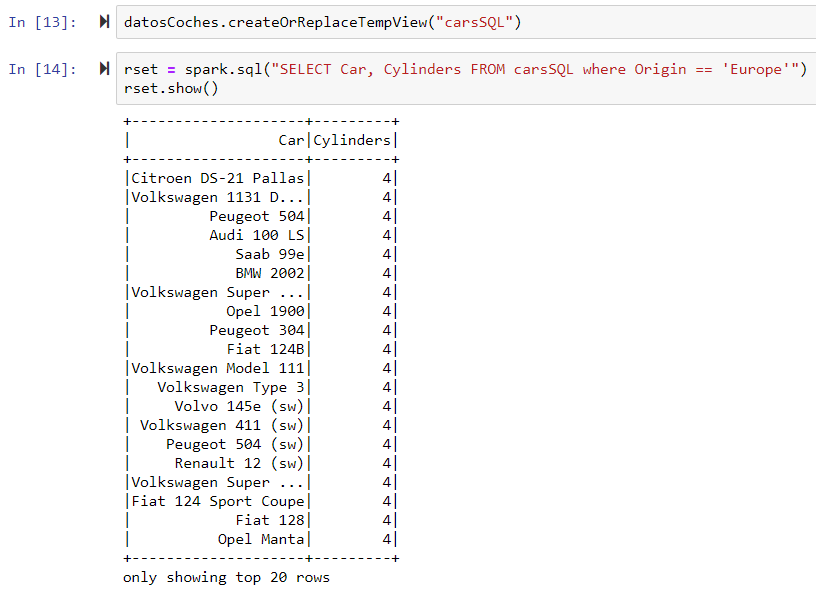 In [13]: datosCoches.createOrReplaceTempView("carsSQL")
In [14]: rset = spark.sql("SELECT Car, Cylinders FROM carsSQL where Origin == 'Europe'")
rset.show()
+--------------------+---------+
|                 Car|Cylinders|
+--------------------+---------+
|Citroen DS-21 Pallas|        4|
|Volkswagen 1131 D...|        4|
|         Peugeot 504|        4|
|         Audi 100 LS|        4|
|            Saab 99e|        4|
|            BMW 2002|        4|
|Volkswagen Super ...|        4|
|           Opel 1900|        4|
|         Peugeot 304|        4|
|           Fiat 124B|        4|
|Volkswagen Model 111|        4|
|   Volkswagen Type 3|        4|
|     Volvo 145e (sw)|        4|
| Volkswagen 411 (sw)|        4|
|    Peugeot 504 (sw)|        4|
|     Renault 12 (sw)|        4|
|Volkswagen Super ...|        4|
|Fiat 124 Sport Coupe|        4|
|            Fiat 128|        4|
|          Opel Manta|        4|
+--------------------+---------+
only showing top 20 rows